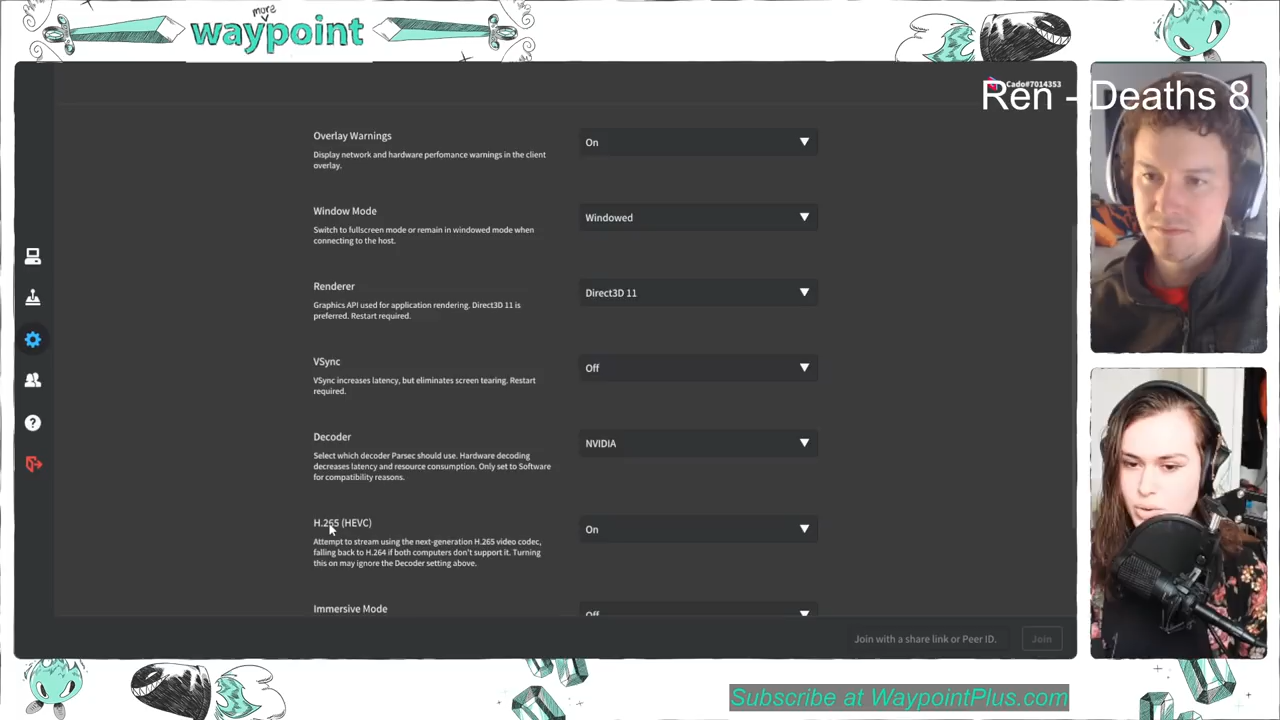 more
waypoint
Cado#7014353
Ren - Deaths 8
Overlay Warnings
On
Display network and hardware perfomance warnings in the client
overlay.
Window Mode
Windowed
Switch to fullscreen mode or remain in windowed mode when
connecting to the host.
Renderer
Direct3D 11
Graphics API used for application rendering. Direct3D 11 is
preferred. Restart required.
VSync
Off
VSync increases latency, but eliminates screen tearing. Restart
required.
Decoder
NVIDIA
Select which decoder Parsec should use. Hardware decoding
decreases latency and resource consumption. Only set to Software
for compatibility reasons.
H.265 (HEVC)
On
Attempt to stream using the next-generation H.265 video codec,
falling back to H.264 if both computers don't support it. Turning
this on may ignore the Decoder setting above.
Immersive Mode
Off
Join with a share link or Peer ID.
Join
Subscribe at WaypointPlus.com